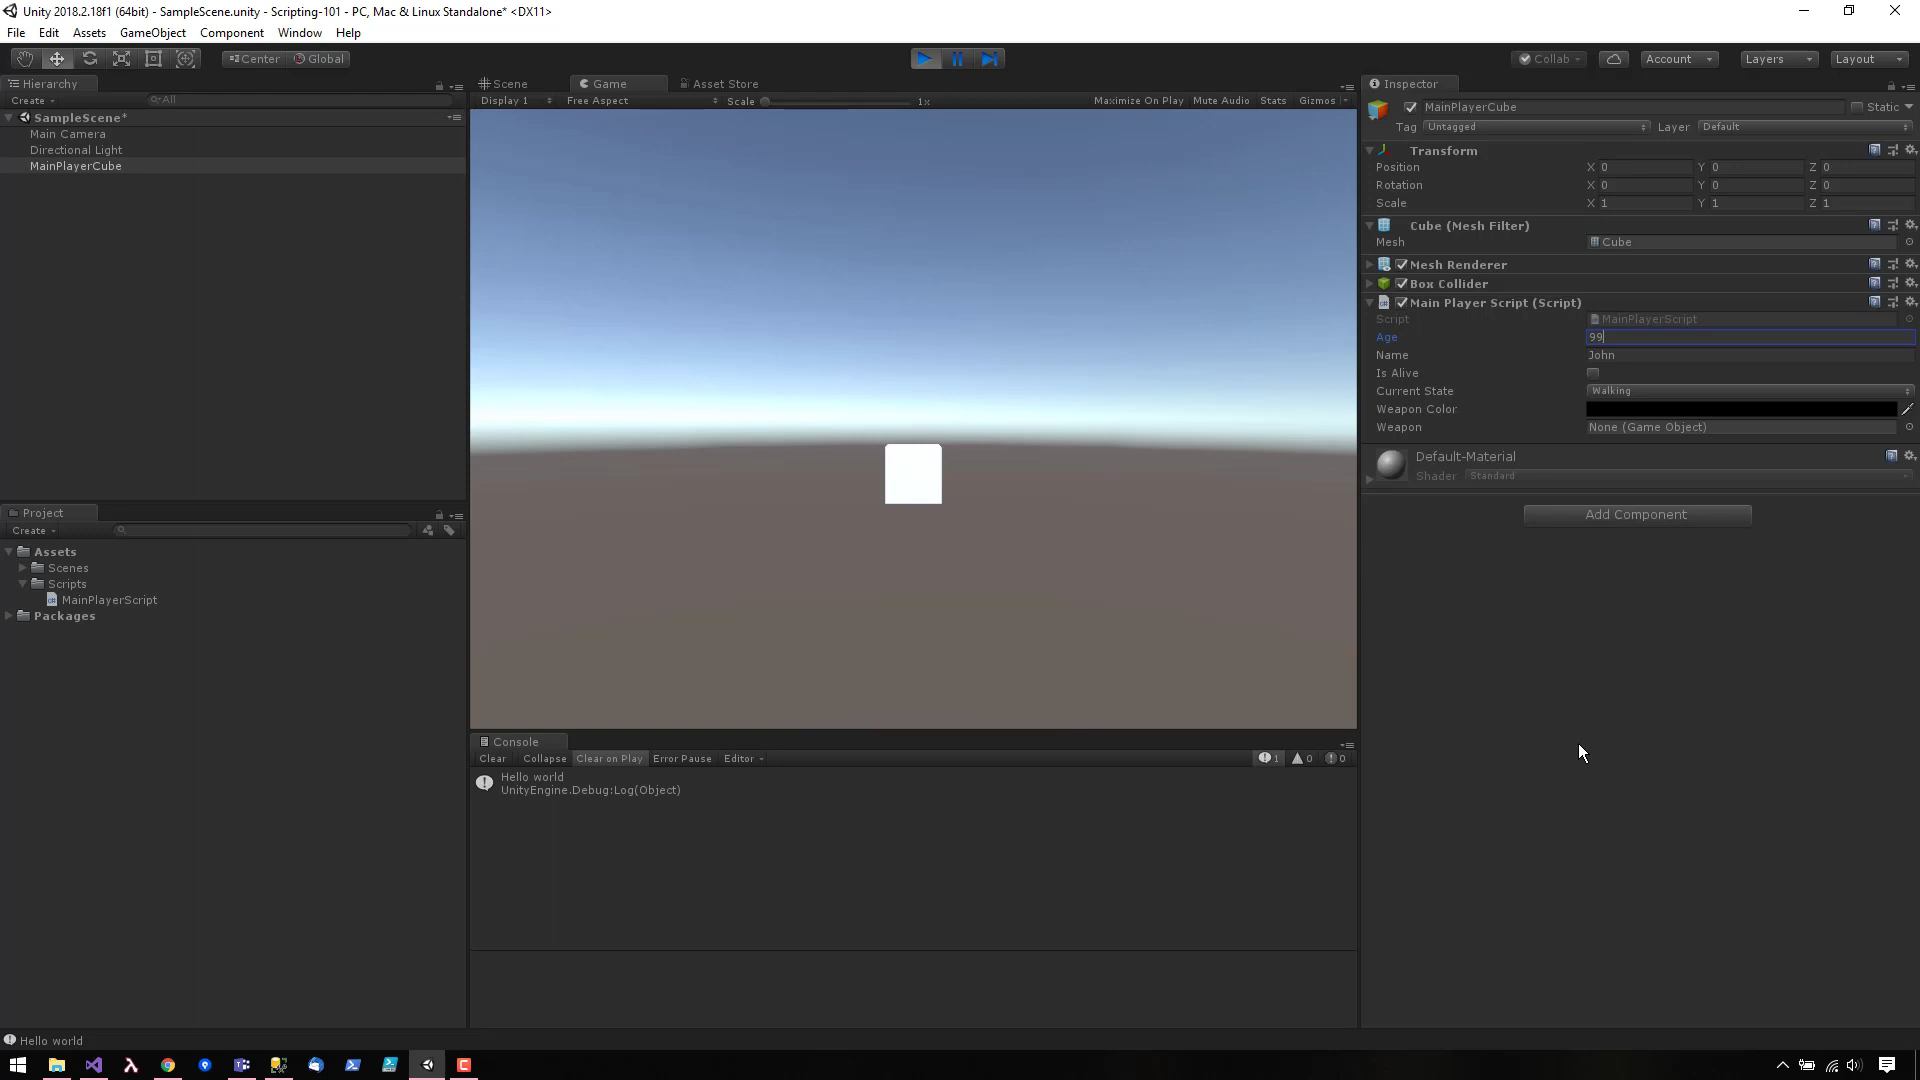 Unity 2018.2.18f1 (64bit) - SampleScene.unity - Scripting-101 - PC, Mac & Linux Standalone* <DX11>
File Edit Assets GameObject Component Window Help
Center Global
Collab Account Layers Layout
Hierarchy
Create All
SampleScene*
Main Camera
Directional Light
MainPlayerCube
Project
Create
Assets
Scenes
Scripts
MainPlayerScript
Packages
Scene Game Asset Store
Display 1 Free Aspect Scale 1x Maximize On Play Mute Audio Stats Gizmos
Console
Clear Collapse Clear on Play Error Pause Editor 1 0 0
Hello world
UnityEngine.Debug:Log(Object)
Inspector
MainPlayerCube Static
Tag Untagged Layer Default
Transform
Position X 0 Y 0 Z 0
Rotation X 0 Y 0 Z 0
Scale X 1 Y 1 Z 1
Cube (Mesh Filter)
Mesh Cube
Mesh Renderer
Box Collider
Main Player Script (Script)
Script MainPlayerScript
Age 99
Name John
Is Alive
Current State Walking
Weapon Color
Weapon None (Game Object)
Default-Material
Shader Standard
Add Component
Hello world